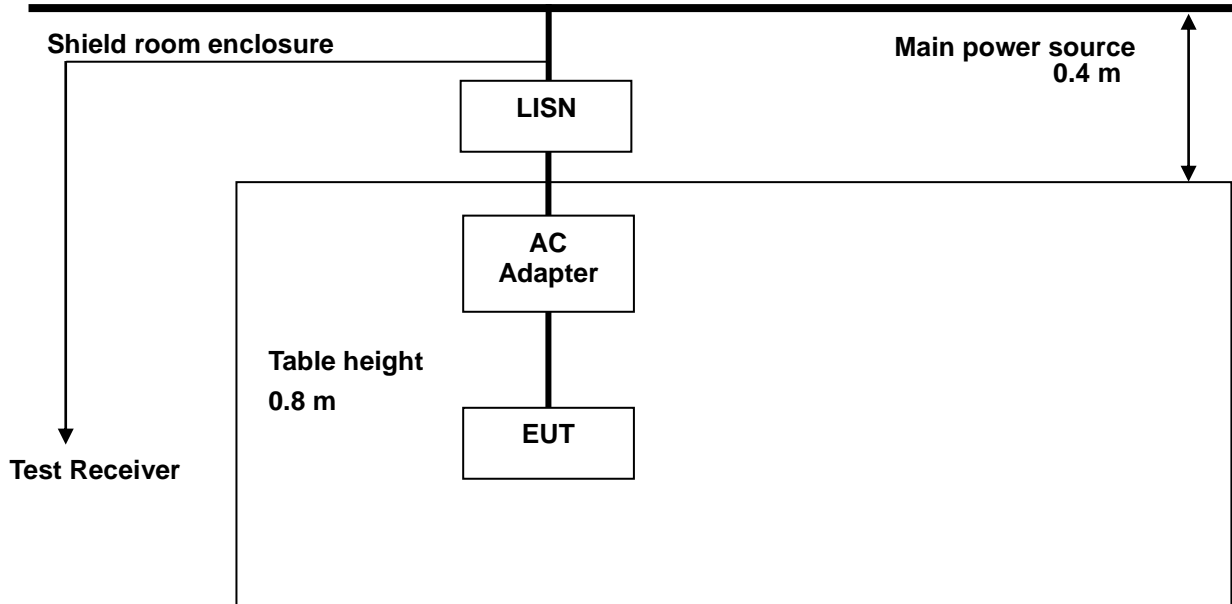 Shield room enclosure
Main power source
0.4 m
LISN
AC
Adapter
Table height
0.8 m
EUT
Test Receiver